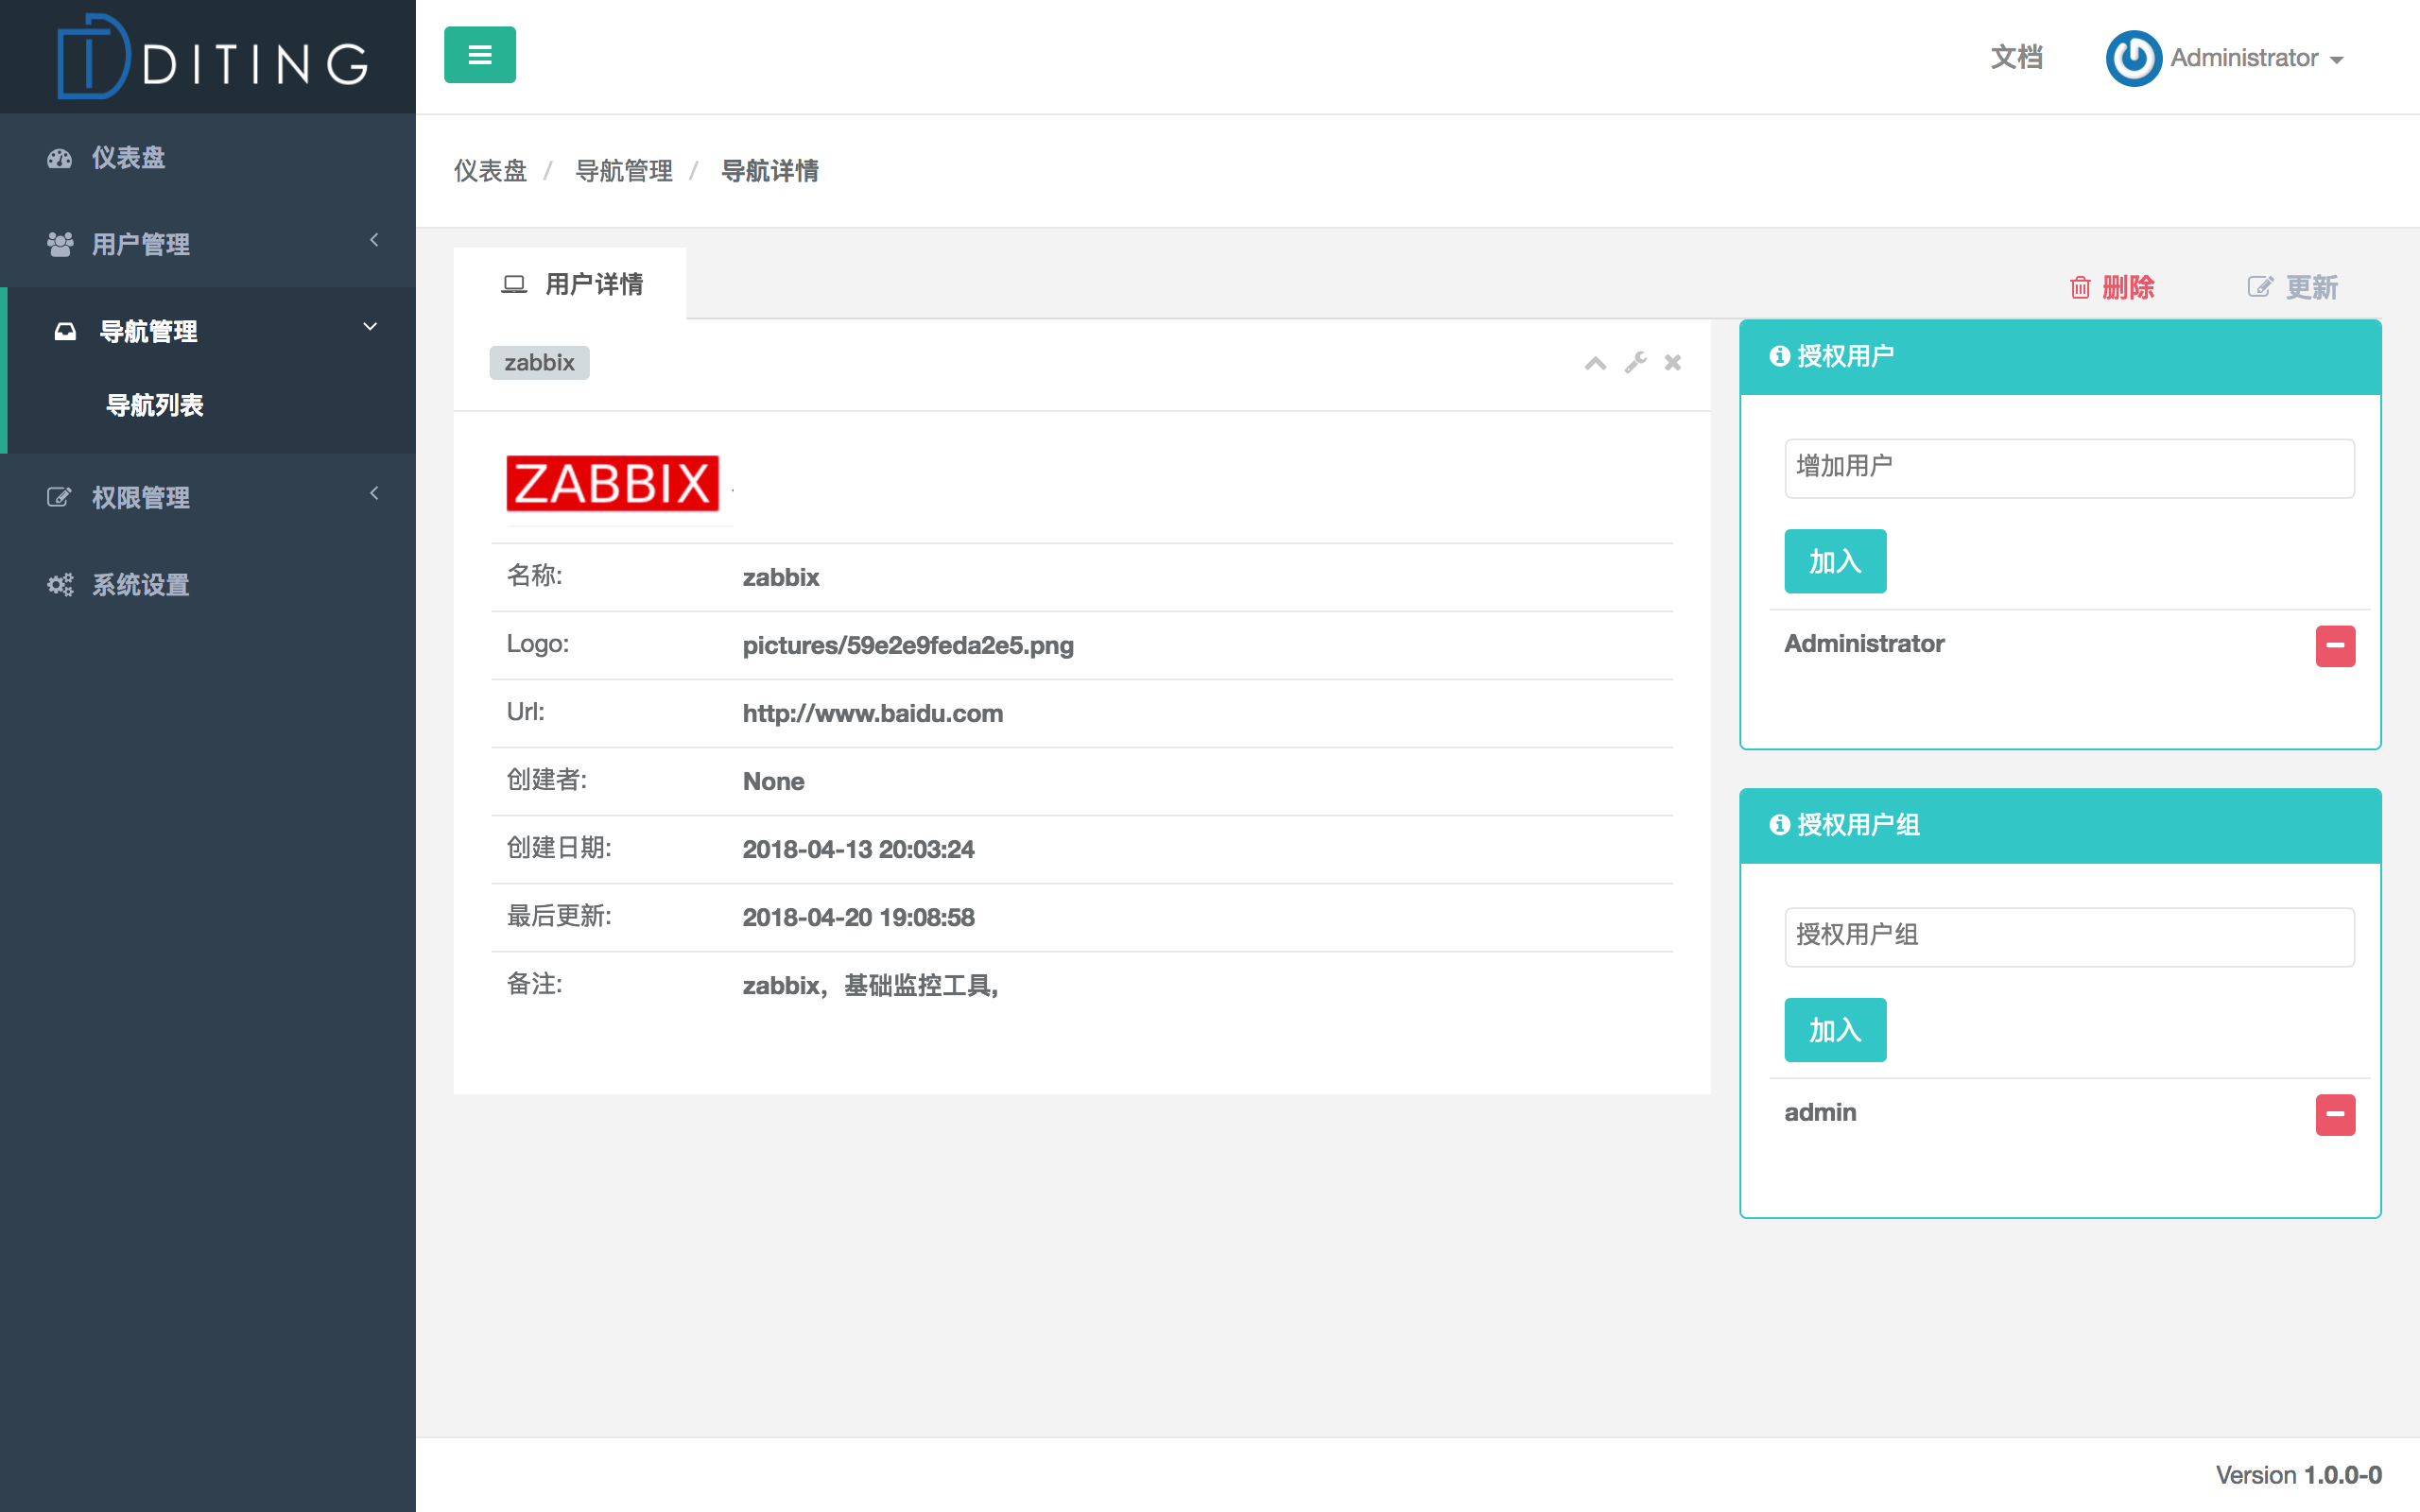 DITING
文档
Administrator
仪表盘
用户管理
导航管理
导航列表
权限管理
系统设置
仪表盘 / 导航管理 / 导航详情
用户详情
删除
更新
zabbix
ZABBIX
名称: zabbix
Logo: pictures/59e2e9feda2e5.png
Url: http://www.baidu.com
创建者: None
创建日期: 2018-04-13 20:03:24
最后更新: 2018-04-20 19:08:58
备注: zabbix，基础监控工具,
授权用户
增加用户
加入
Administrator
授权用户组
授权用户组
加入
admin
Version 1.0.0-0